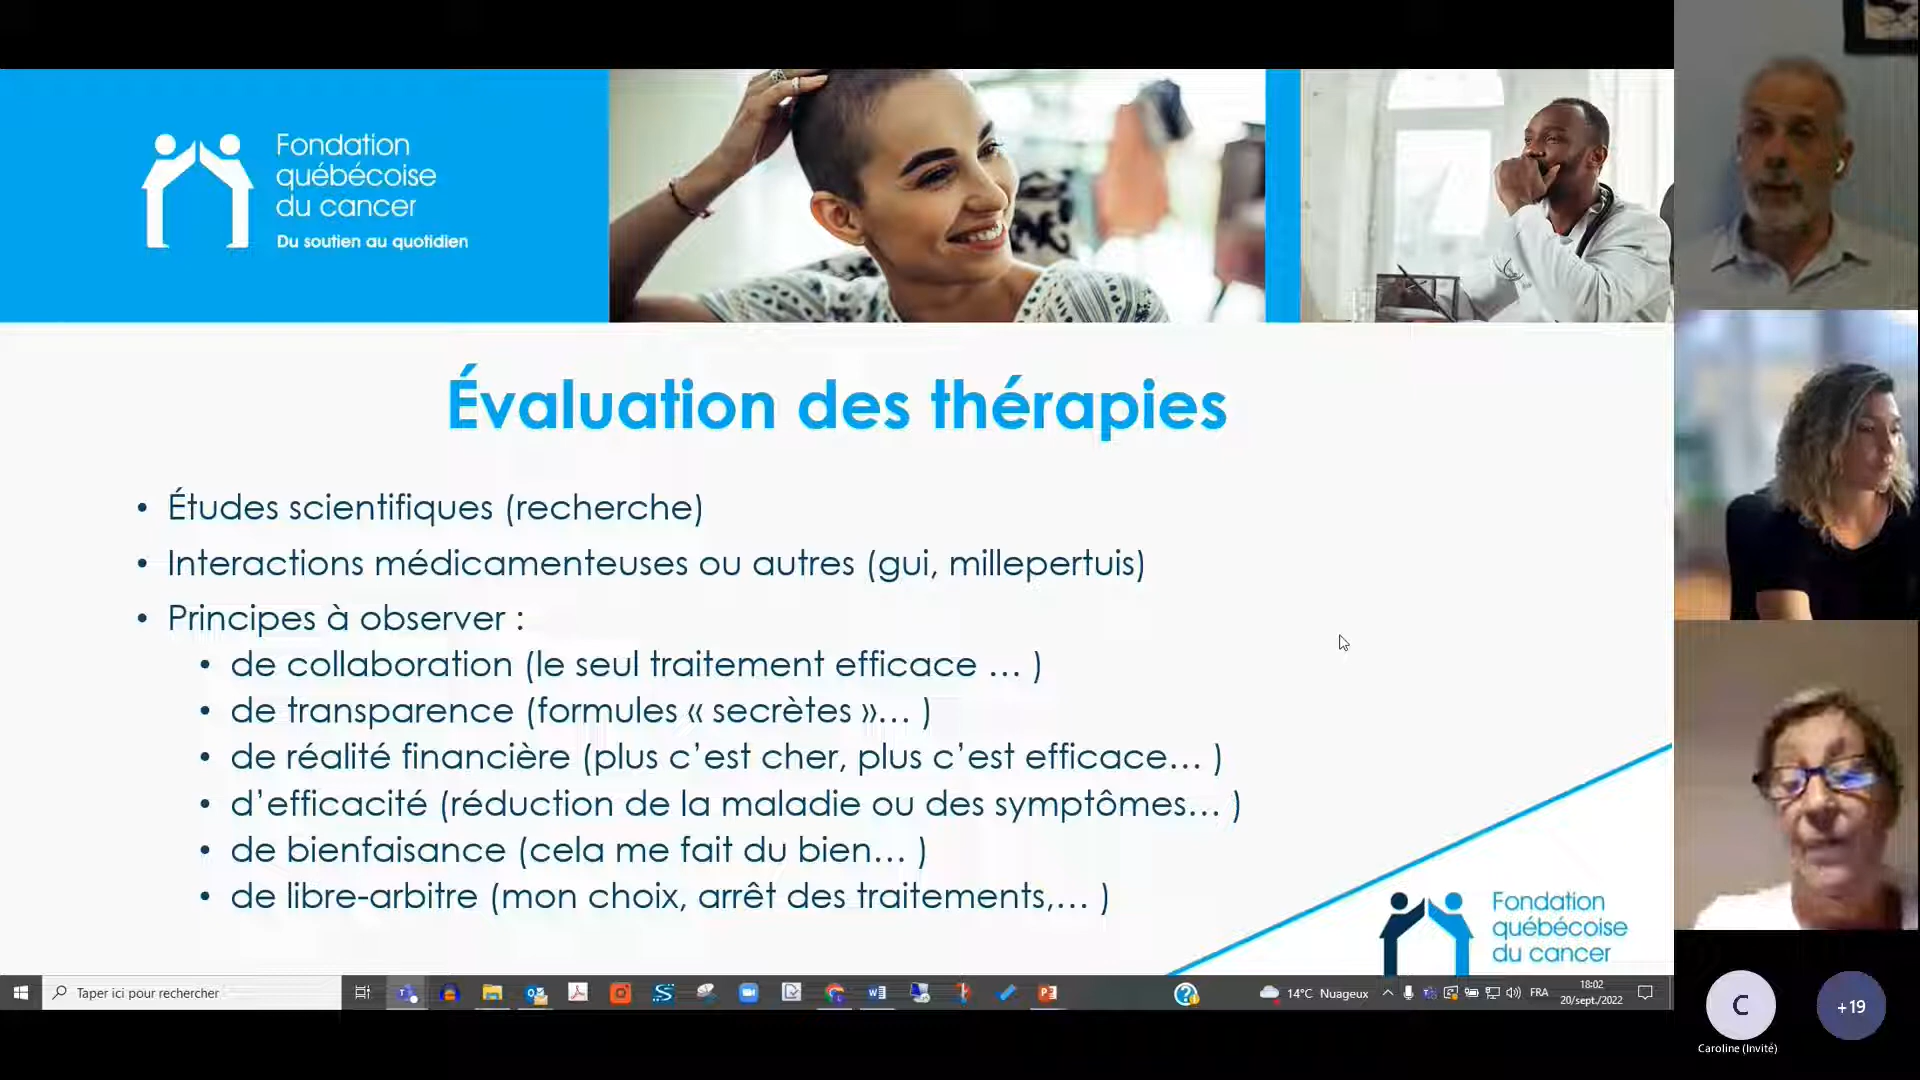 Fondation
québécoise
du cancer
Du soutien au quotidien
Évaluation des thérapies
• Études scientifiques (recherche)
• Interactions médicamenteuses ou autres (gui, millepertuis)
• Principes à observer :
• de collaboration (le seul traitement efficace … )
• de transparence (formules « secrètes »… )
• de réalité financière (plus c’est cher, plus c’est efficace… )
• d’efficacité (réduction de la maladie ou des symptômes… )
• de bienfaisance (cela me fait du bien… )
• de libre-arbitre (mon choix, arrêt des traitements,… )
Fondation
québécoise
du cancer
Taper ici pour rechercher
14°C Nuageux
FRA
18:02
20/sept./2022
C
+19
Caroline (Invité)